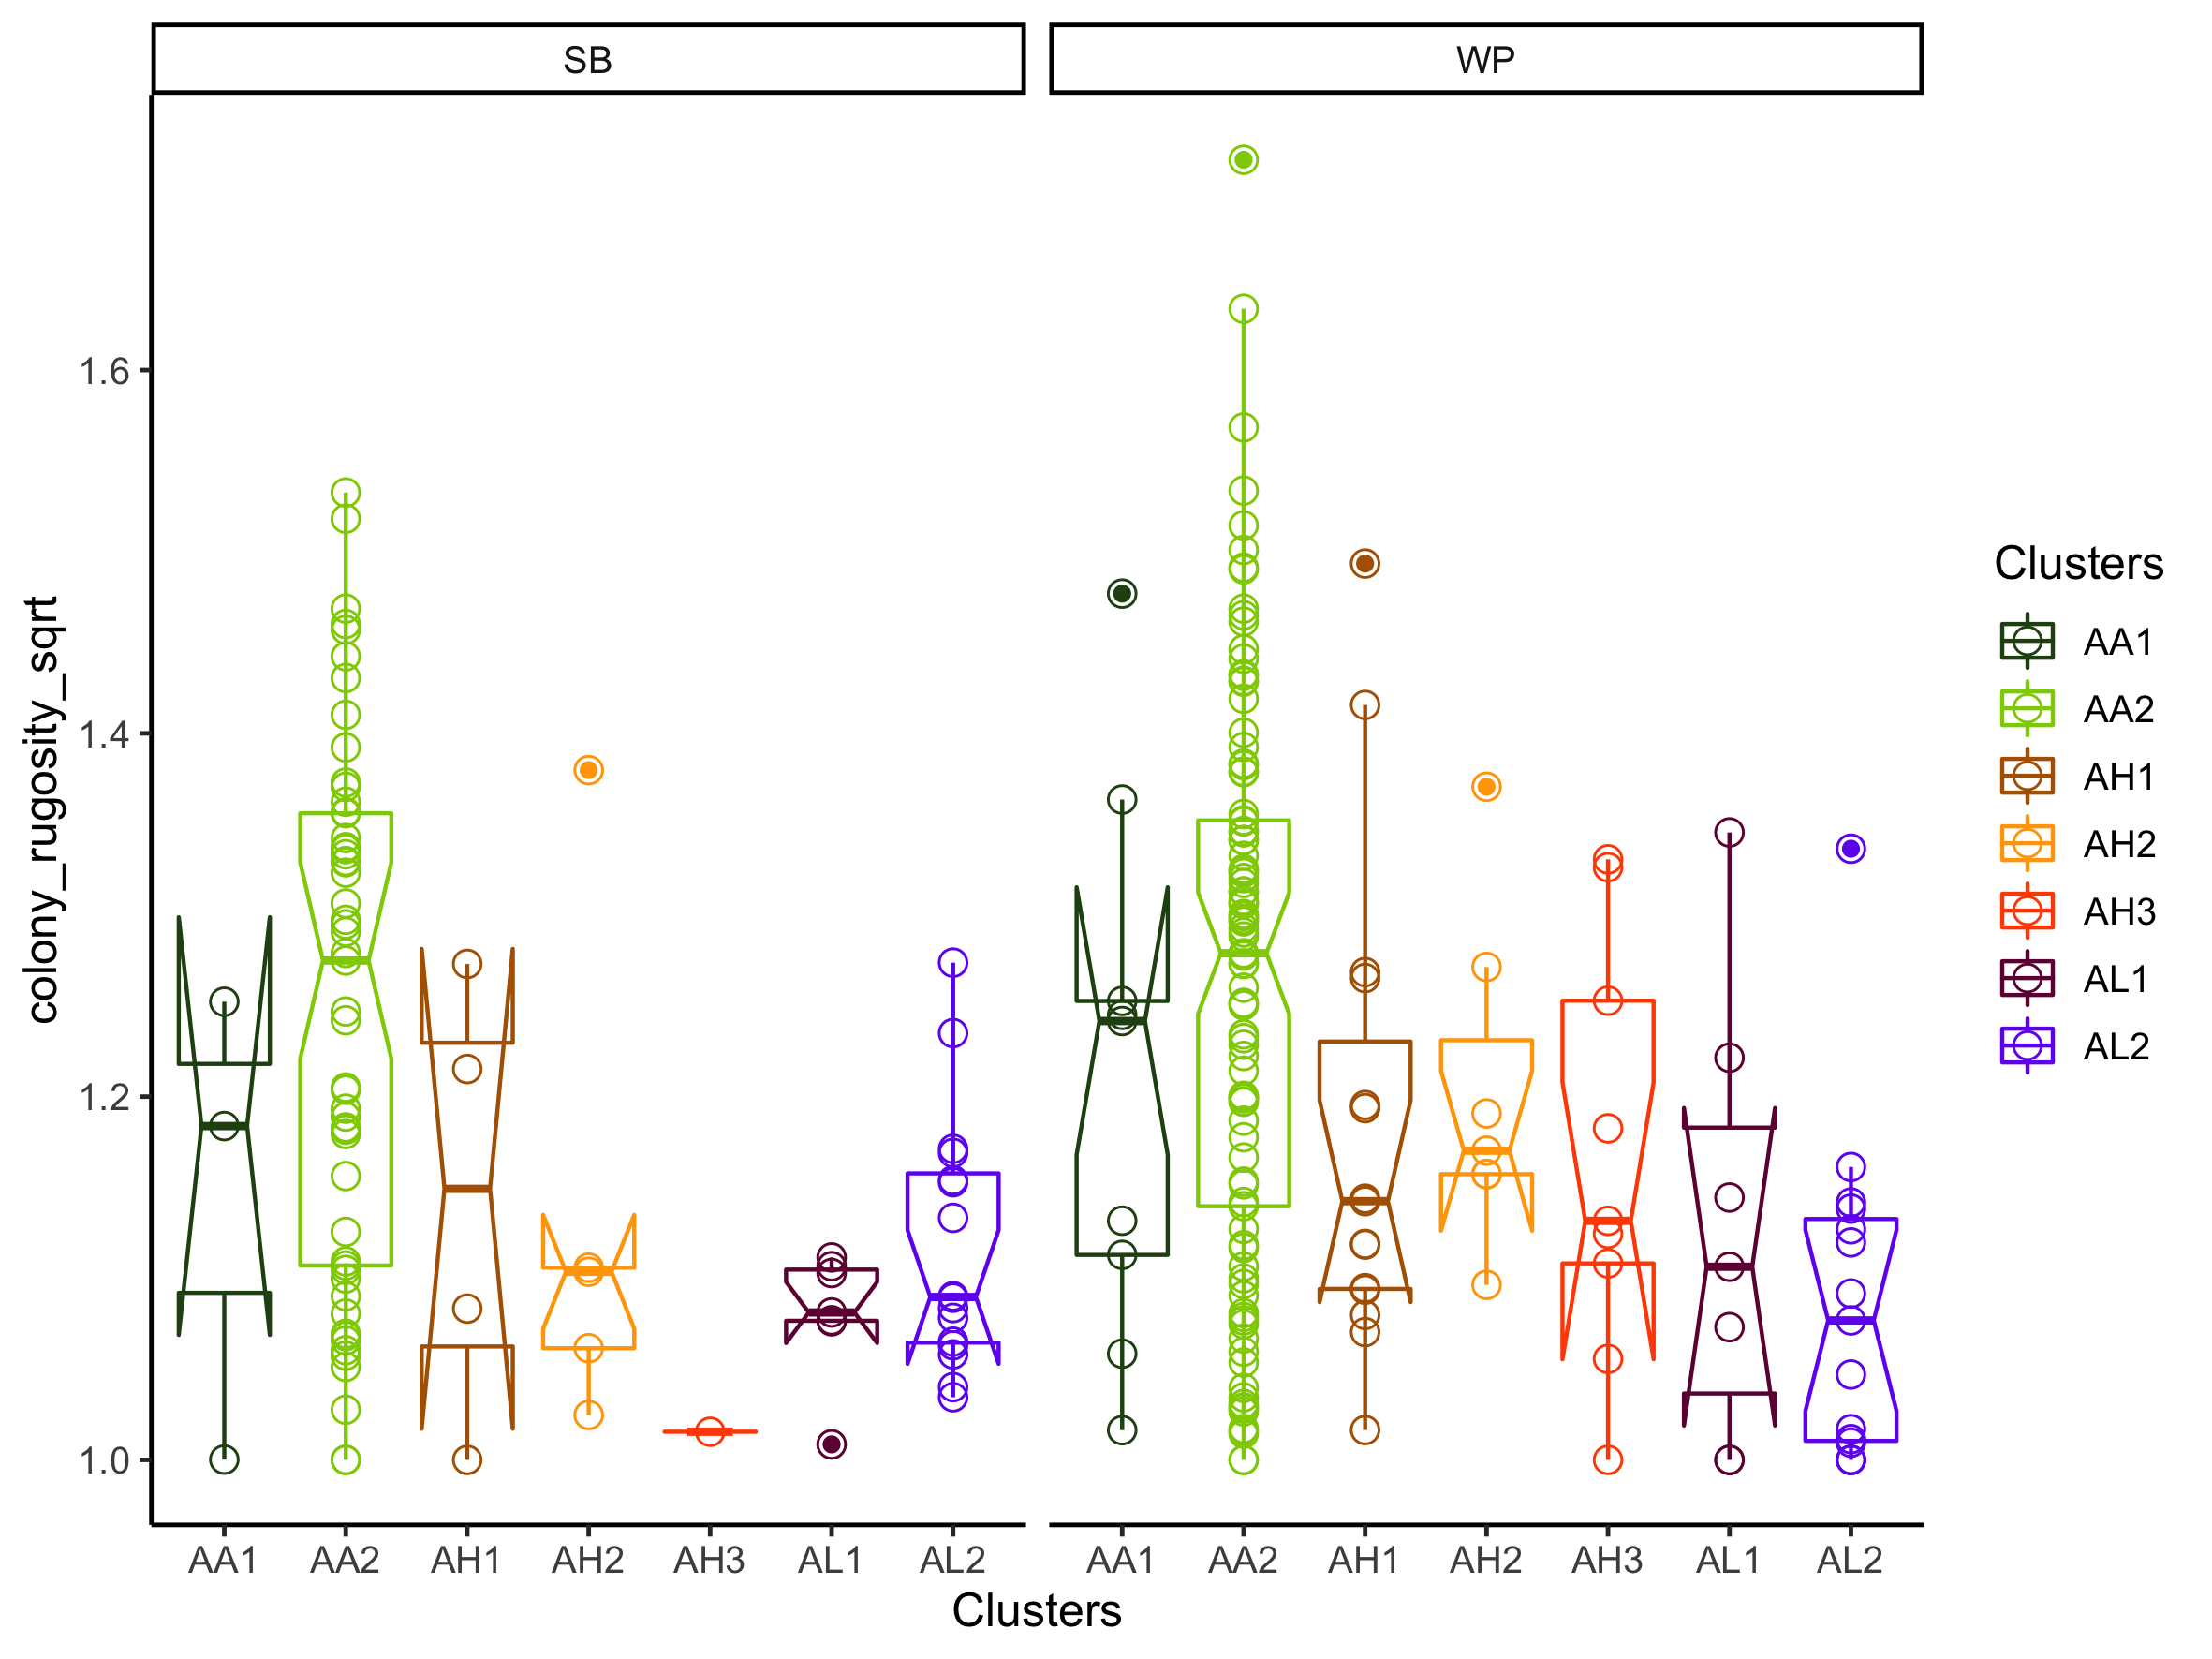 SB
WP
colony_rugosity_sqrt
1.6
1.4
1.2
1.0
AA1 AA2 AH1 AH2 AH3 AL1 AL2
AA1 AA2 AH1 AH2 AH3 AL1 AL2
Clusters
Clusters
AA1
AA2
AH1
AH2
AH3
AL1
AL2